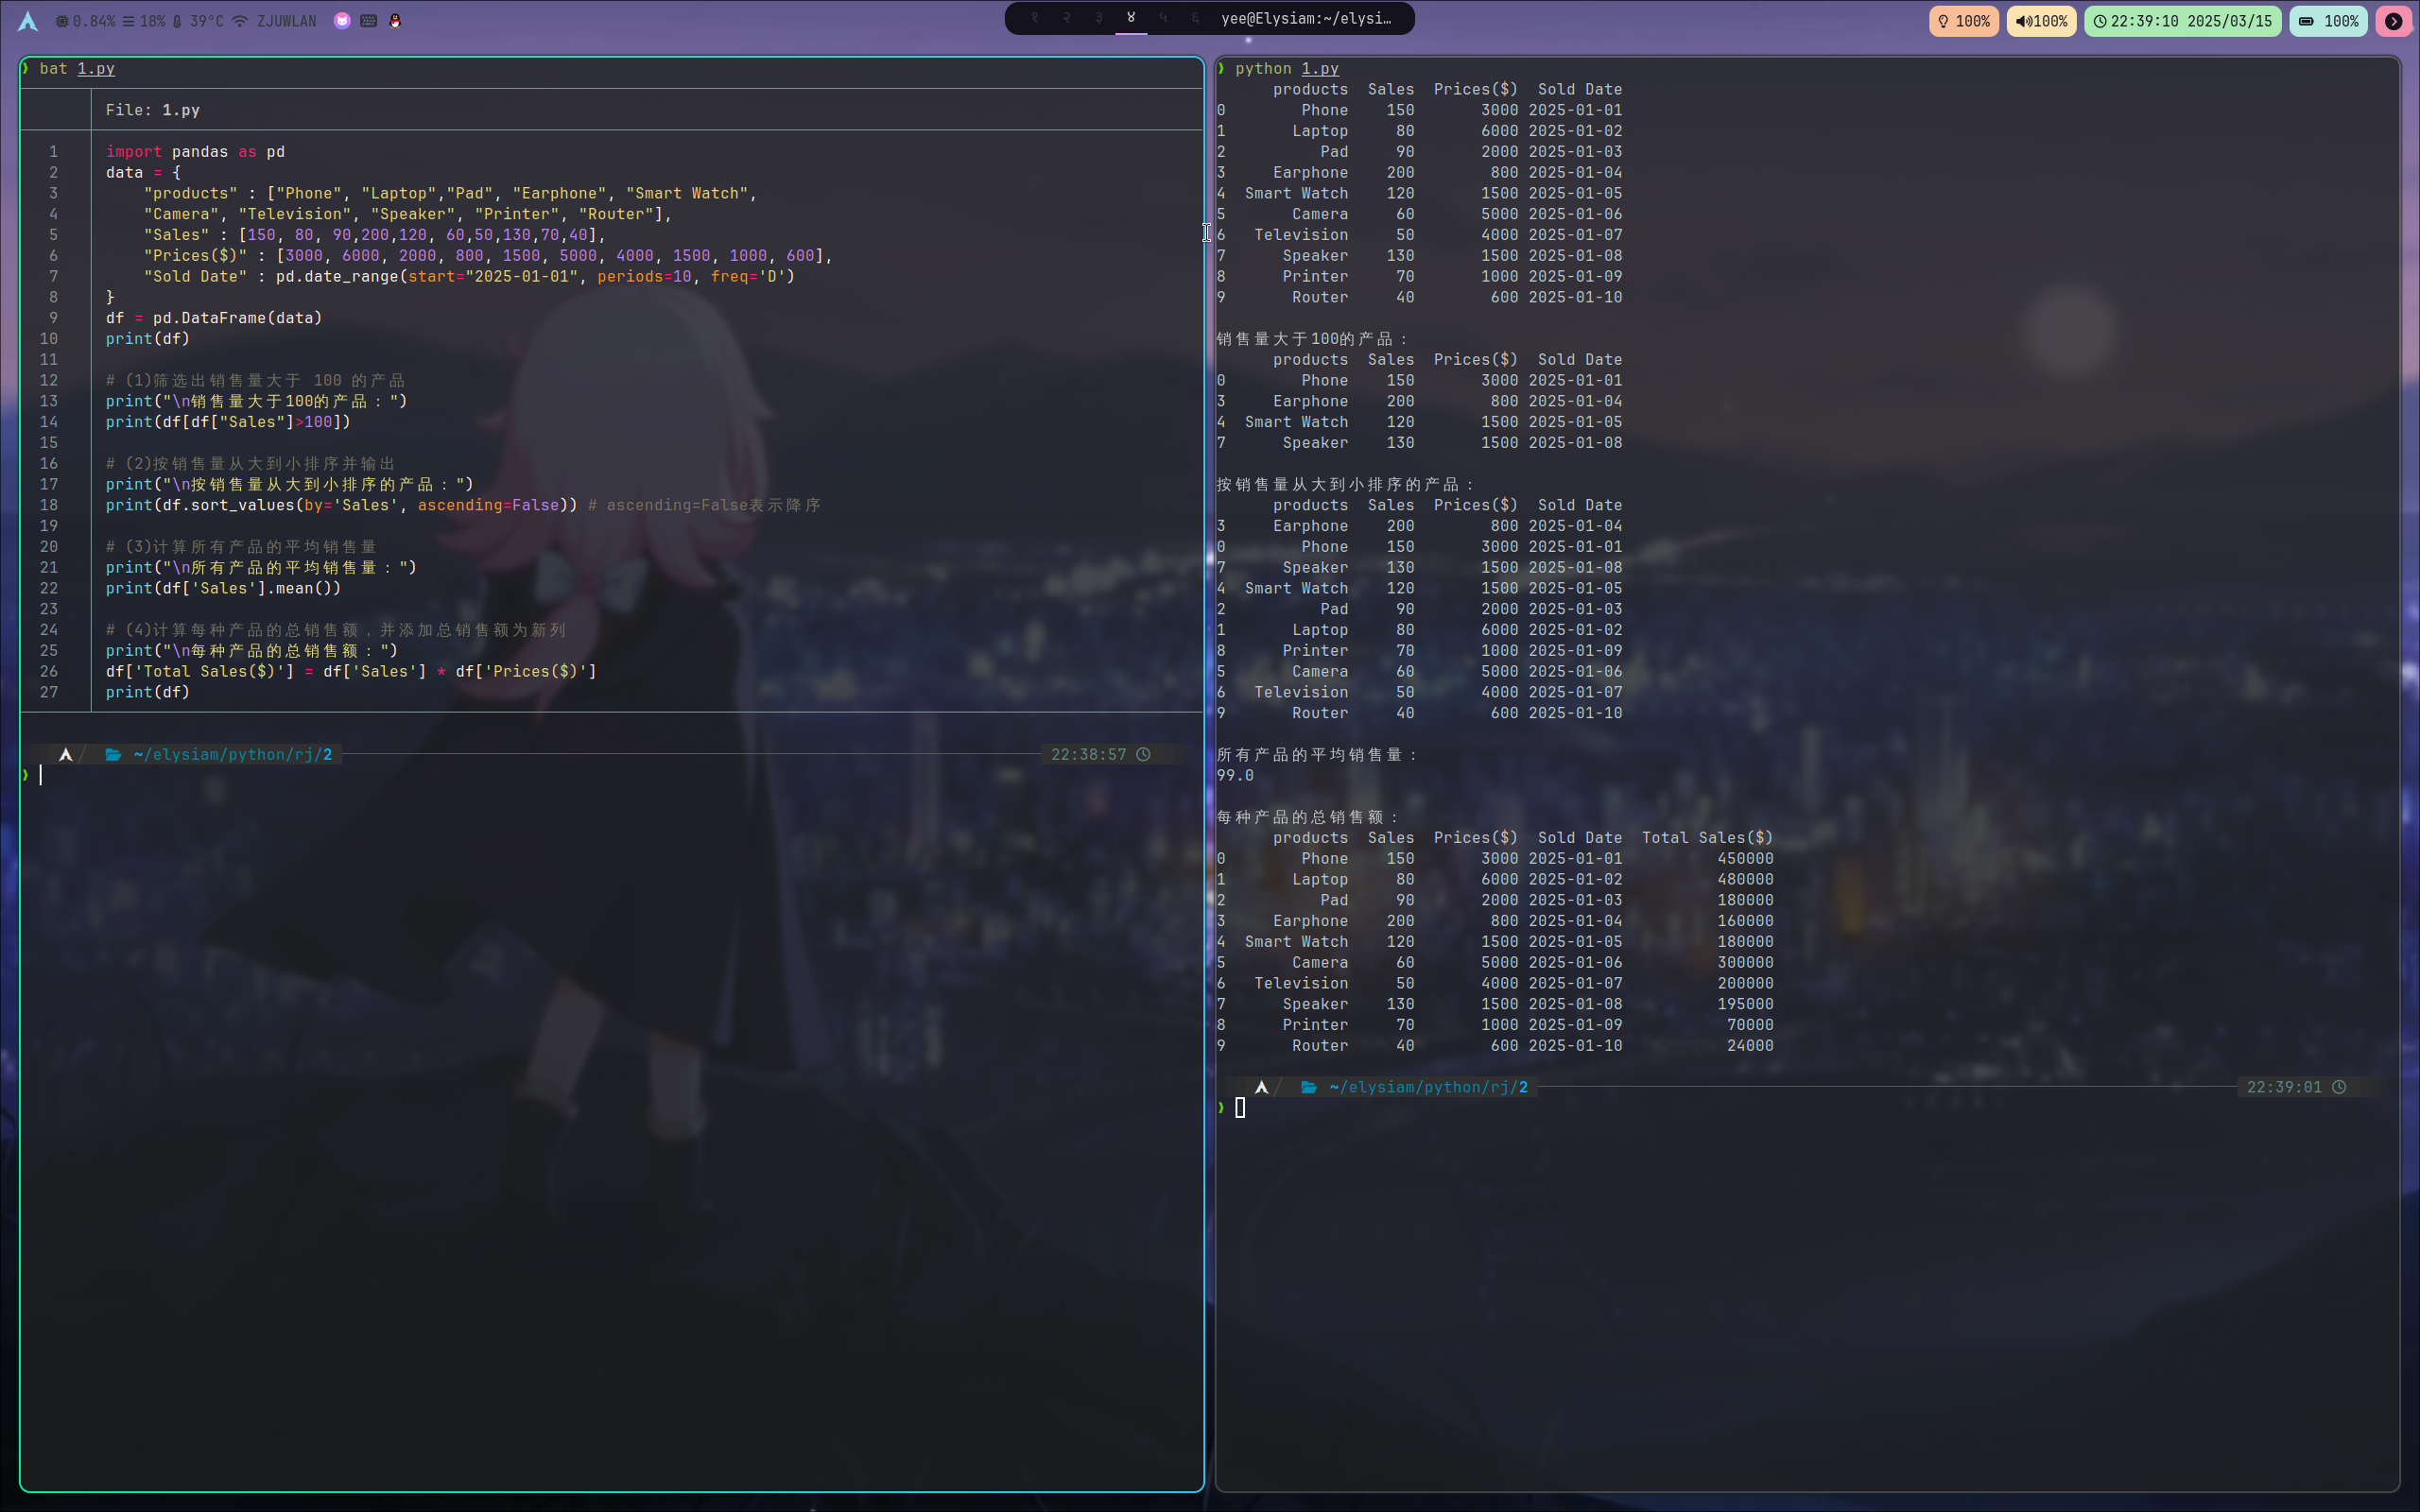 0.84% 18% 39°C ZJUWLAN
१ २ ३ ४ ५ ६ yee@Elysiam:~/elysi…
100% 100% 22:39:10 2025/03/15 100%
❯ bat 1.py
File: 1.py
1 import pandas as pd
2 data = {
3     "products" : ["Phone", "Laptop","Pad", "Earphone", "Smart Watch",
4     "Camera", "Television", "Speaker", "Printer", "Router"],
5     "Sales" : [150, 80, 90,200,120, 60,50,130,70,40],
6     "Prices($)" : [3000, 6000, 2000, 800, 1500, 5000, 4000, 1500, 1000, 600],
7     "Sold Date" : pd.date_range(start="2025-01-01", periods=10, freq='D')
8 }
9 df = pd.DataFrame(data)
10 print(df)
11
12 # (1)筛选出销售量大于 100 的产品
13 print("\n销售量大于100的产品：")
14 print(df[df["Sales"]>100])
15
16 # (2)按销售量从大到小排序并输出
17 print("\n按销售量从大到小排序的产品：")
18 print(df.sort_values(by='Sales', ascending=False)) # ascending=False表示降序
19
20 # (3)计算所有产品的平均销售量
21 print("\n所有产品的平均销售量：")
22 print(df['Sales'].mean())
23
24 # (4)计算每种产品的总销售额，并添加总销售额为新列
25 print("\n每种产品的总销售额：")
26 df['Total Sales($)'] = df['Sales'] * df['Prices($)']
27 print(df)
~/elysiam/python/rj/2 22:38:57
❯
❯ python 1.py
products Sales Prices($) Sold Date
0 Phone 150 3000 2025-01-01
1 Laptop 80 6000 2025-01-02
2 Pad 90 2000 2025-01-03
3 Earphone 200 800 2025-01-04
4 Smart Watch 120 1500 2025-01-05
5 Camera 60 5000 2025-01-06
6 Television 50 4000 2025-01-07
7 Speaker 130 1500 2025-01-08
8 Printer 70 1000 2025-01-09
9 Router 40 600 2025-01-10
销售量大于100的产品：
products Sales Prices($) Sold Date
0 Phone 150 3000 2025-01-01
3 Earphone 200 800 2025-01-04
4 Smart Watch 120 1500 2025-01-05
7 Speaker 130 1500 2025-01-08
按销售量从大到小排序的产品：
products Sales Prices($) Sold Date
3 Earphone 200 800 2025-01-04
0 Phone 150 3000 2025-01-01
7 Speaker 130 1500 2025-01-08
4 Smart Watch 120 1500 2025-01-05
2 Pad 90 2000 2025-01-03
1 Laptop 80 6000 2025-01-02
8 Printer 70 1000 2025-01-09
5 Camera 60 5000 2025-01-06
6 Television 50 4000 2025-01-07
9 Router 40 600 2025-01-10
所有产品的平均销售量：
99.0
每种产品的总销售额：
products Sales Prices($) Sold Date Total Sales($)
0 Phone 150 3000 2025-01-01 450000
1 Laptop 80 6000 2025-01-02 480000
2 Pad 90 2000 2025-01-03 180000
3 Earphone 200 800 2025-01-04 160000
4 Smart Watch 120 1500 2025-01-05 180000
5 Camera 60 5000 2025-01-06 300000
6 Television 50 4000 2025-01-07 200000
7 Speaker 130 1500 2025-01-08 195000
8 Printer 70 1000 2025-01-09 70000
9 Router 40 600 2025-01-10 24000
~/elysiam/python/rj/2 22:39:01
❯